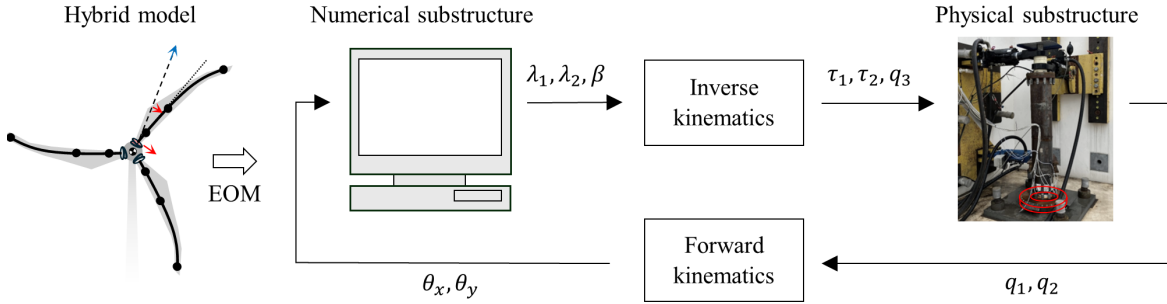 Hybrid model
Numerical substructure
Physical substructure
λ₁, λ₂, β
Inverse
kinematics
τ₁, τ₂, q₃
EOM
Forward
kinematics
θₓ, θᵧ
q₁, q₂